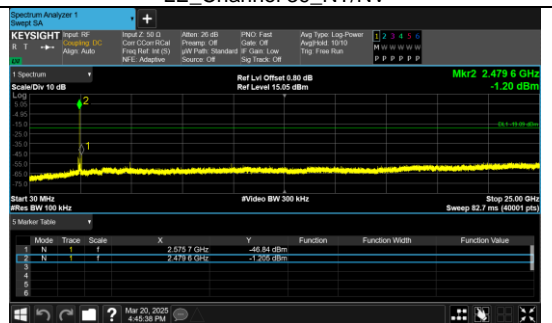 LE_Channel 39_NT/NV
Spectrum Analyzer 1
Swept SA
+
KEYSIGHT Input: RF Input Z: 50 Ω Atten: 26 dB PNO: Fast Avg Type: Log-Power 1 2 3 4 5 6
R T Coupling: DC Corr CCorr RCal Preamp: Off Gate: Off Avg|Hold: 10/10 M W W W W W
Align: Auto Freq Ref: Int (S) µW Path: Standard IF Gain: Low Trig: Free Run
NFE: Adaptive Source: Off Sig Track: Off P P P P P P
1 Spectrum Ref Lvl Offset 0.80 dB Mkr2 2.479 6 GHz
Scale/Div 10 dB Ref Level 15.05 dBm -1.20 dBm
Log
5.05
-4.95
-15.0
-25.0
-35.0
-45.0
-55.0
-65.0
-75.0
2
1
Start 30 MHz #Video BW 300 kHz Stop 25.00 GHz
#Res BW 100 kHz Sweep 82.7 ms (40001 pts)
5 Marker Table
Mode Trace Scale X Y Function Function Width Function Value
1 N 1 f 2.575 7 GHz -46.84 dBm
2 N 1 f 2.479 6 GHz -1.205 dBm
3
4
5
6
? Mar 20, 2025
4:45:38 PM